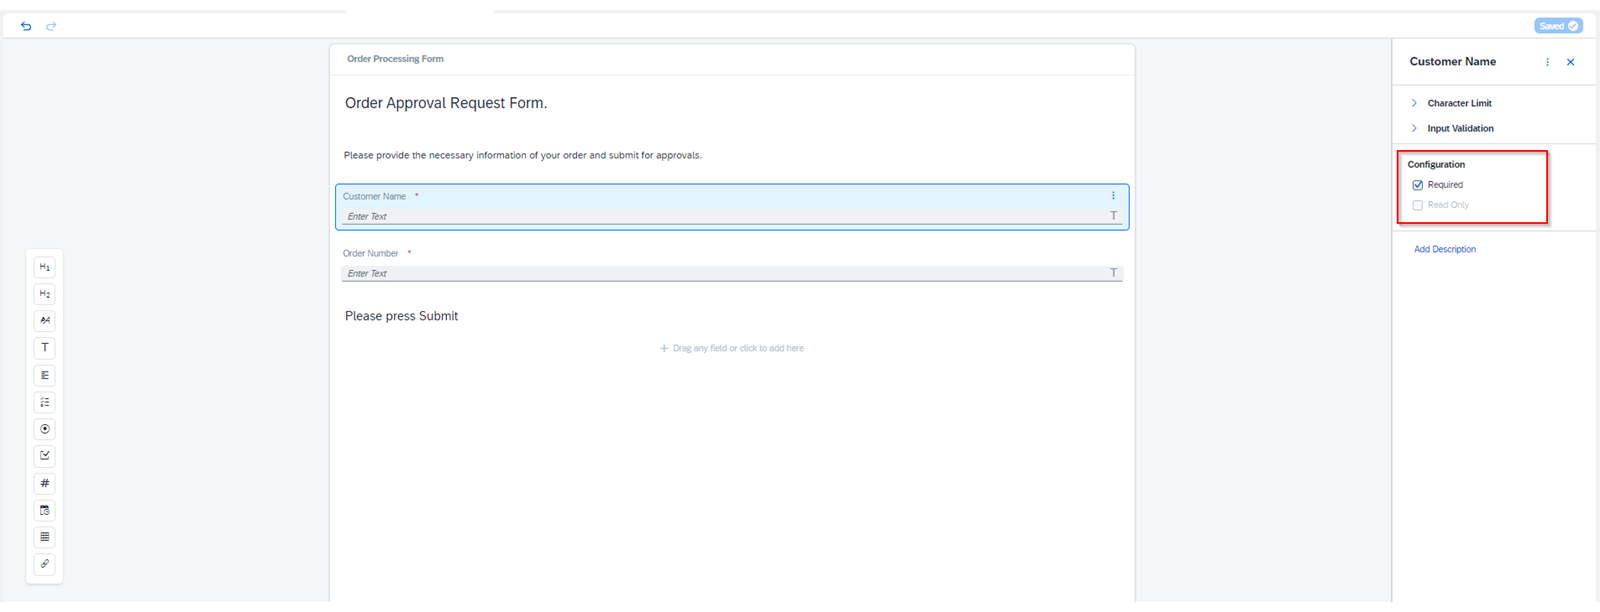 Saved
Order Processing Form
Order Approval Request Form.
Please provide the necessary information of your order and submit for approvals.
Customer Name *
Enter Text T
Order Number *
Enter Text T
Please press Submit
+ Drag any field or click to add here
H1
H2
T
#
Customer Name
Character Limit
Input Validation
Configuration
Required
Read Only
Add Description